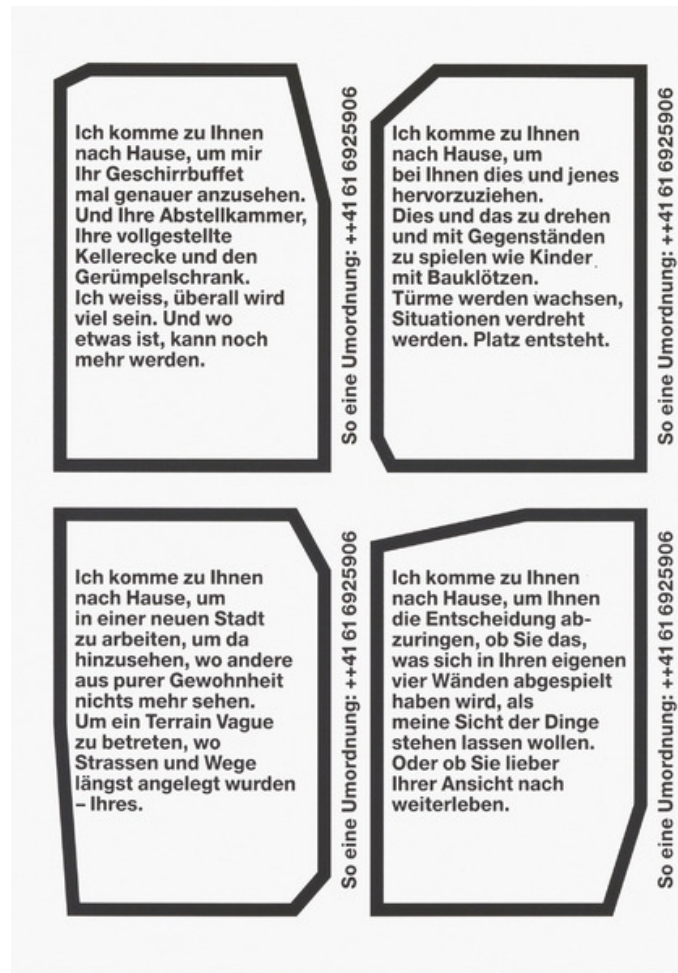 Ich komme zu Ihnen
nach Hause, um mir
Ihr Geschirrbuffet
mal genauer anzusehen.
Und Ihre Abstellkammer,
Ihre vollgestellte
Kellerecke und den
Gerümpelschrank.
Ich weiss, überall wird
viel sein. Und wo
etwas ist, kann noch
mehr werden.
So eine Umordnung: ++41 61 6925906
Ich komme zu Ihnen
nach Hause, um
bei Ihnen dies und jenes
hervorzuziehen.
Dies und das zu drehen
und mit Gegenständen
zu spielen wie Kinder
mit Bauklötzen.
Türme werden wachsen,
Situationen verdreht
werden. Platz entsteht.
So eine Umordnung: ++41 61 6925906
Ich komme zu Ihnen
nach Hause, um
in einer neuen Stadt
zu arbeiten, um da
hinzusehen, wo andere
aus purer Gewohnheit
nichts mehr sehen.
Um ein Terrain Vague
zu betreten, wo
Strassen und Wege
längst angelegt wurden
– Ihres.
So eine Umordnung: ++41 61 6925906
Ich komme zu Ihnen
nach Hause, um Ihnen
die Entscheidung ab-
zuringen, ob Sie das,
was sich in Ihren eigenen
vier Wänden abgespielt
haben wird, als
meine Sicht der Dinge
stehen lassen wollen.
Oder ob Sie lieber
Ihrer Ansicht nach
weiterleben.
So eine Umordnung: ++41 61 6925906